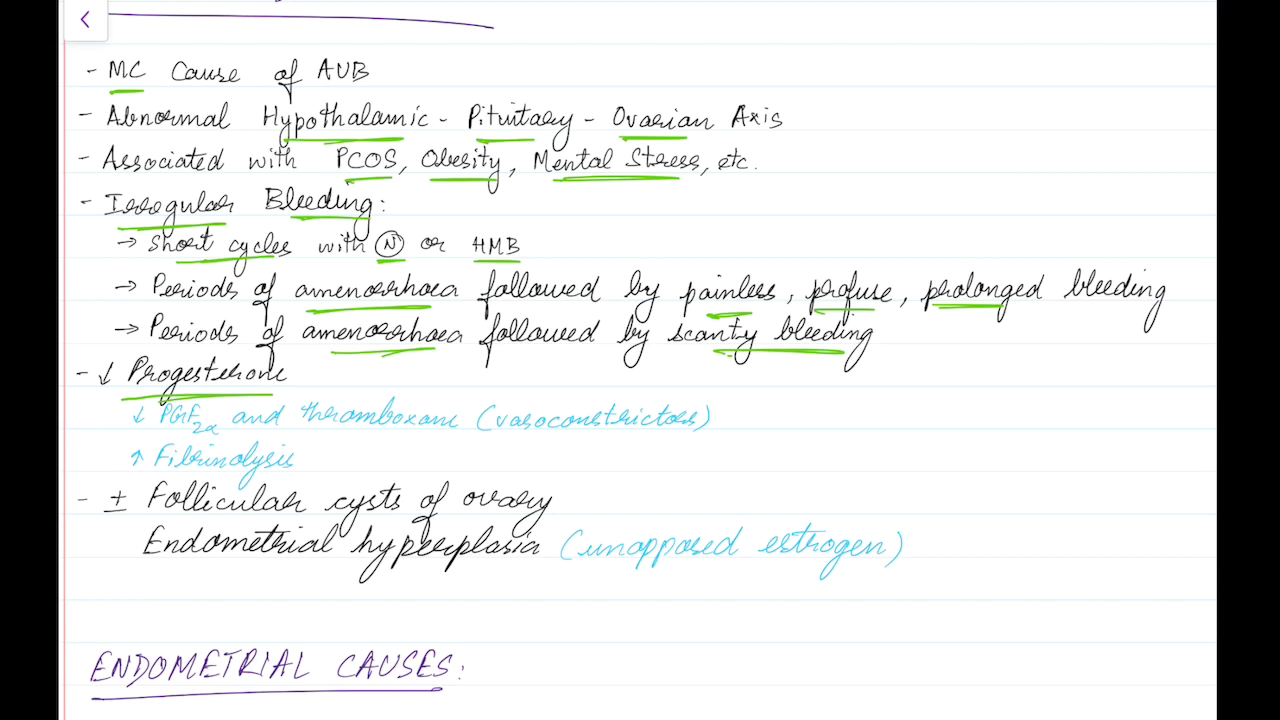 - MC Cause of AUB
- Abnormal Hypothalamic - Pituitary - Ovarian Axis
- Associated with PCOS, Obesity, Mental Stress, etc.
- Irregular Bleeding:
→ Short cycles with Ⓝ or HMB
→ Periods of amenorrhoea followed by painless, profuse, prolonged bleeding
→ Periods of amenorrhoea followed by scanty bleeding
- ↓ Progesterone
↓ PGF2α and thromboxane (vasoconstrictors)
↑ Fibrinolysis
- ± Follicular cysts of ovary
Endometrial hyperplasia (unopposed estrogen)
ENDOMETRIAL CAUSES: